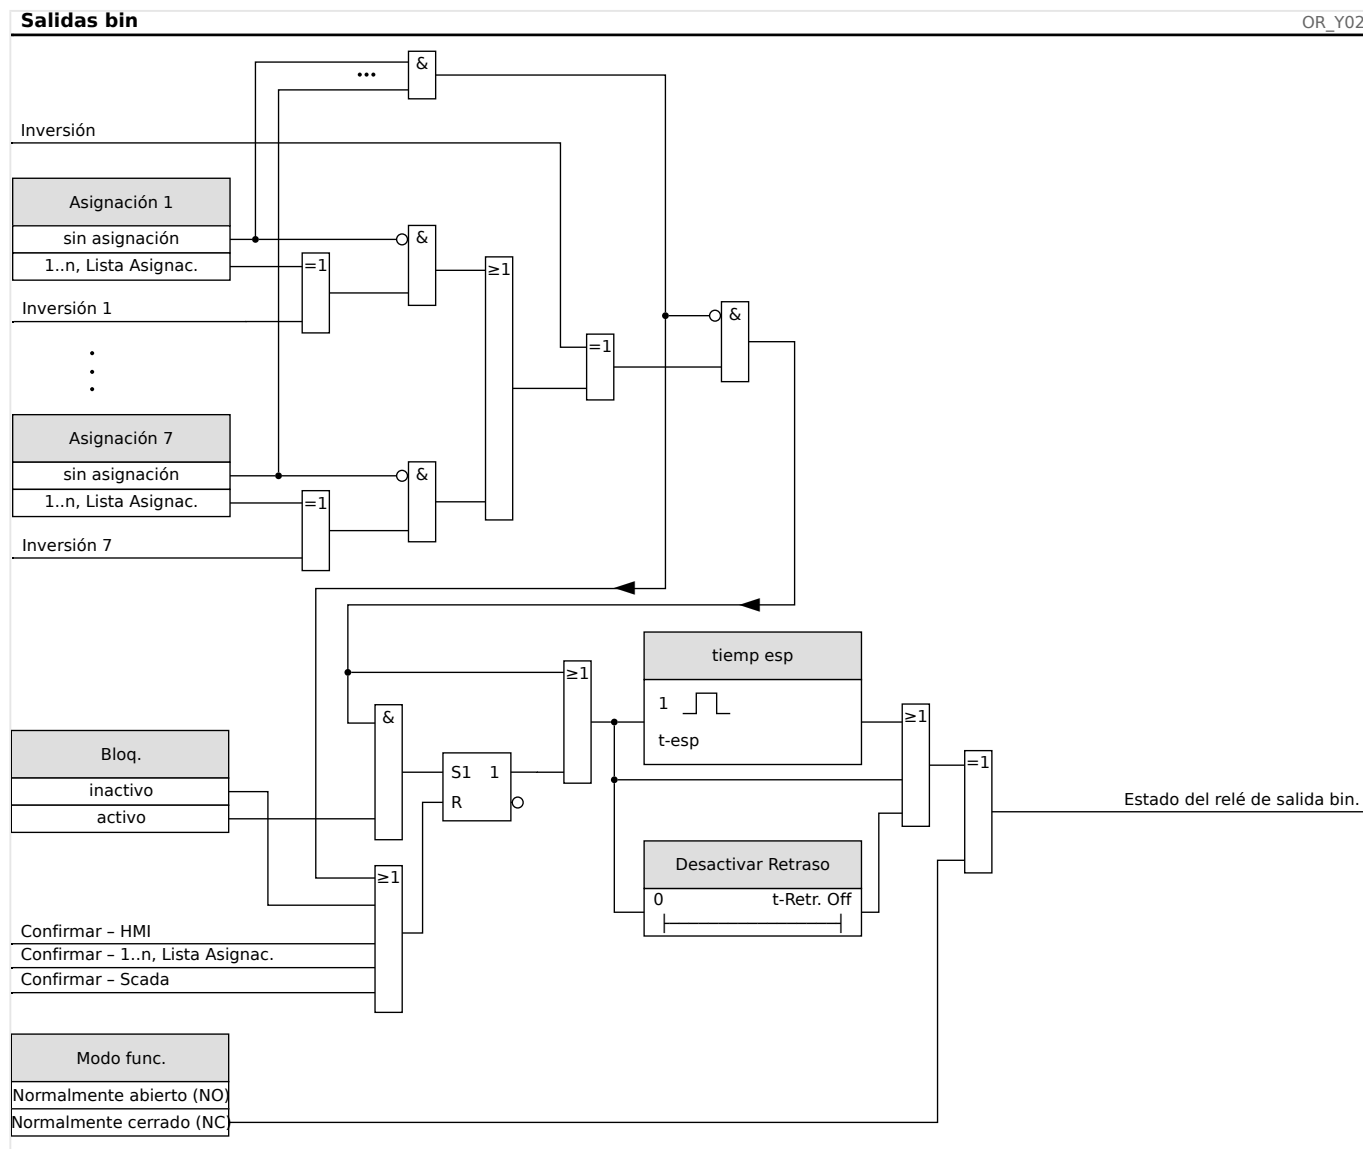 Salidas bin
OR_Y02
&
...
Inversión
Asignación 1
sin asignación
&
1..n, Lista Asignac.
=1
≥1
Inversión 1
&
=1
Asignación 7
sin asignación
&
1..n, Lista Asignac.
=1
Inversión 7
tiemp esp
≥1
1
&
≥1
t-esp
Bloq.
=1
S1 1
inactivo
R
Estado del relé de salida bin.
activo
Desactivar Retraso
≥1
0
t-Retr. Off
Confirmar – HMI
Confirmar – 1..n, Lista Asignac.
Confirmar – Scada
Modo func.
Normalmente abierto (NO)
Normalmente cerrado (NC)